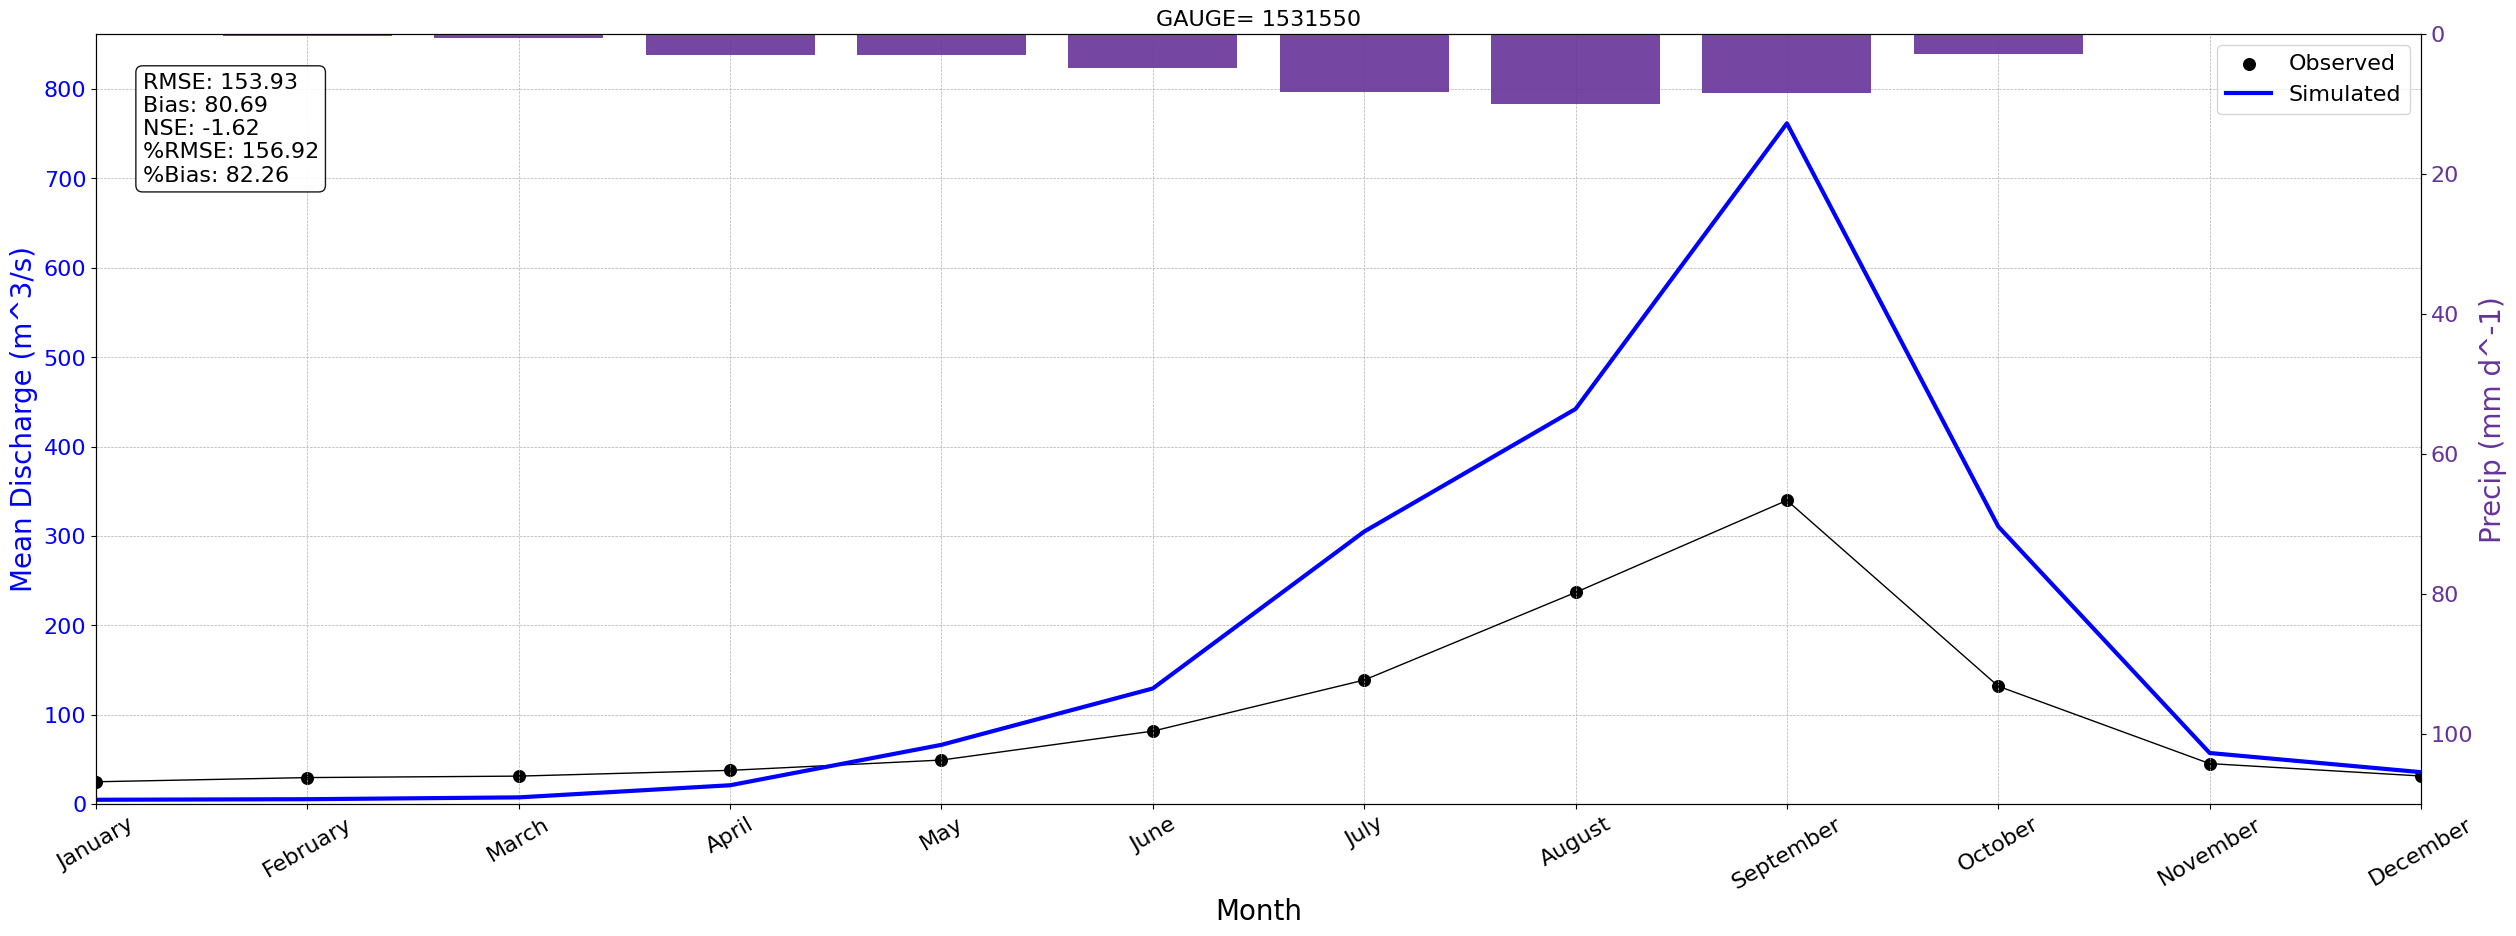 GAUGE= 1531550
RMSE: 153.93
Bias: 80.69
NSE: -1.62
%RMSE: 156.92
%Bias: 82.26
Observed
Simulated
Mean Discharge (m^3/s)
800
700
600
500
400
300
200
100
0
0
20
40
60
80
100
Precip (mm d^-1)
January
February
March
April
May
June
July
August
September
October
November
December
Month